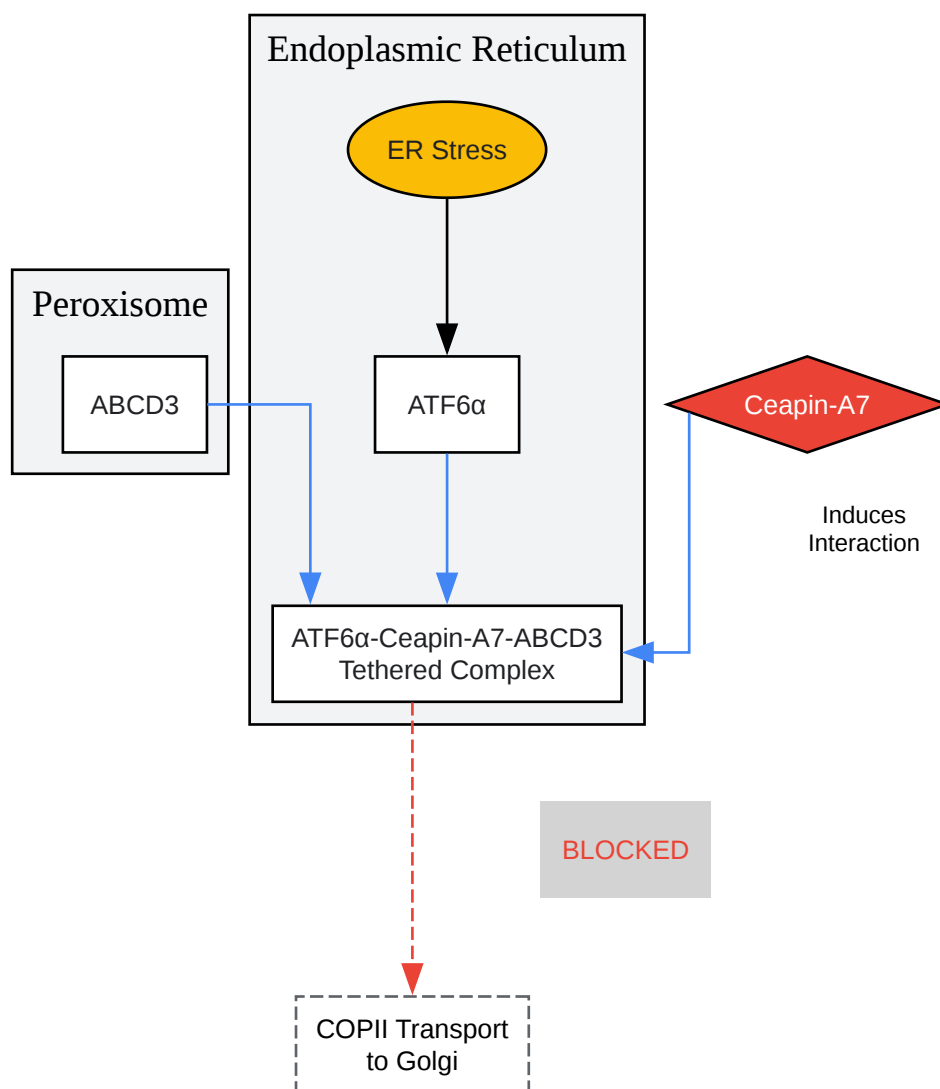 Endoplasmic Reticulum
ER Stress
Peroxisome
ABCD3
ATF6α
Ceapin-A7
Induces
Interaction
ATF6α-Ceapin-A7-ABCD3
Tethered Complex
BLOCKED
COPII Transport
to Golgi